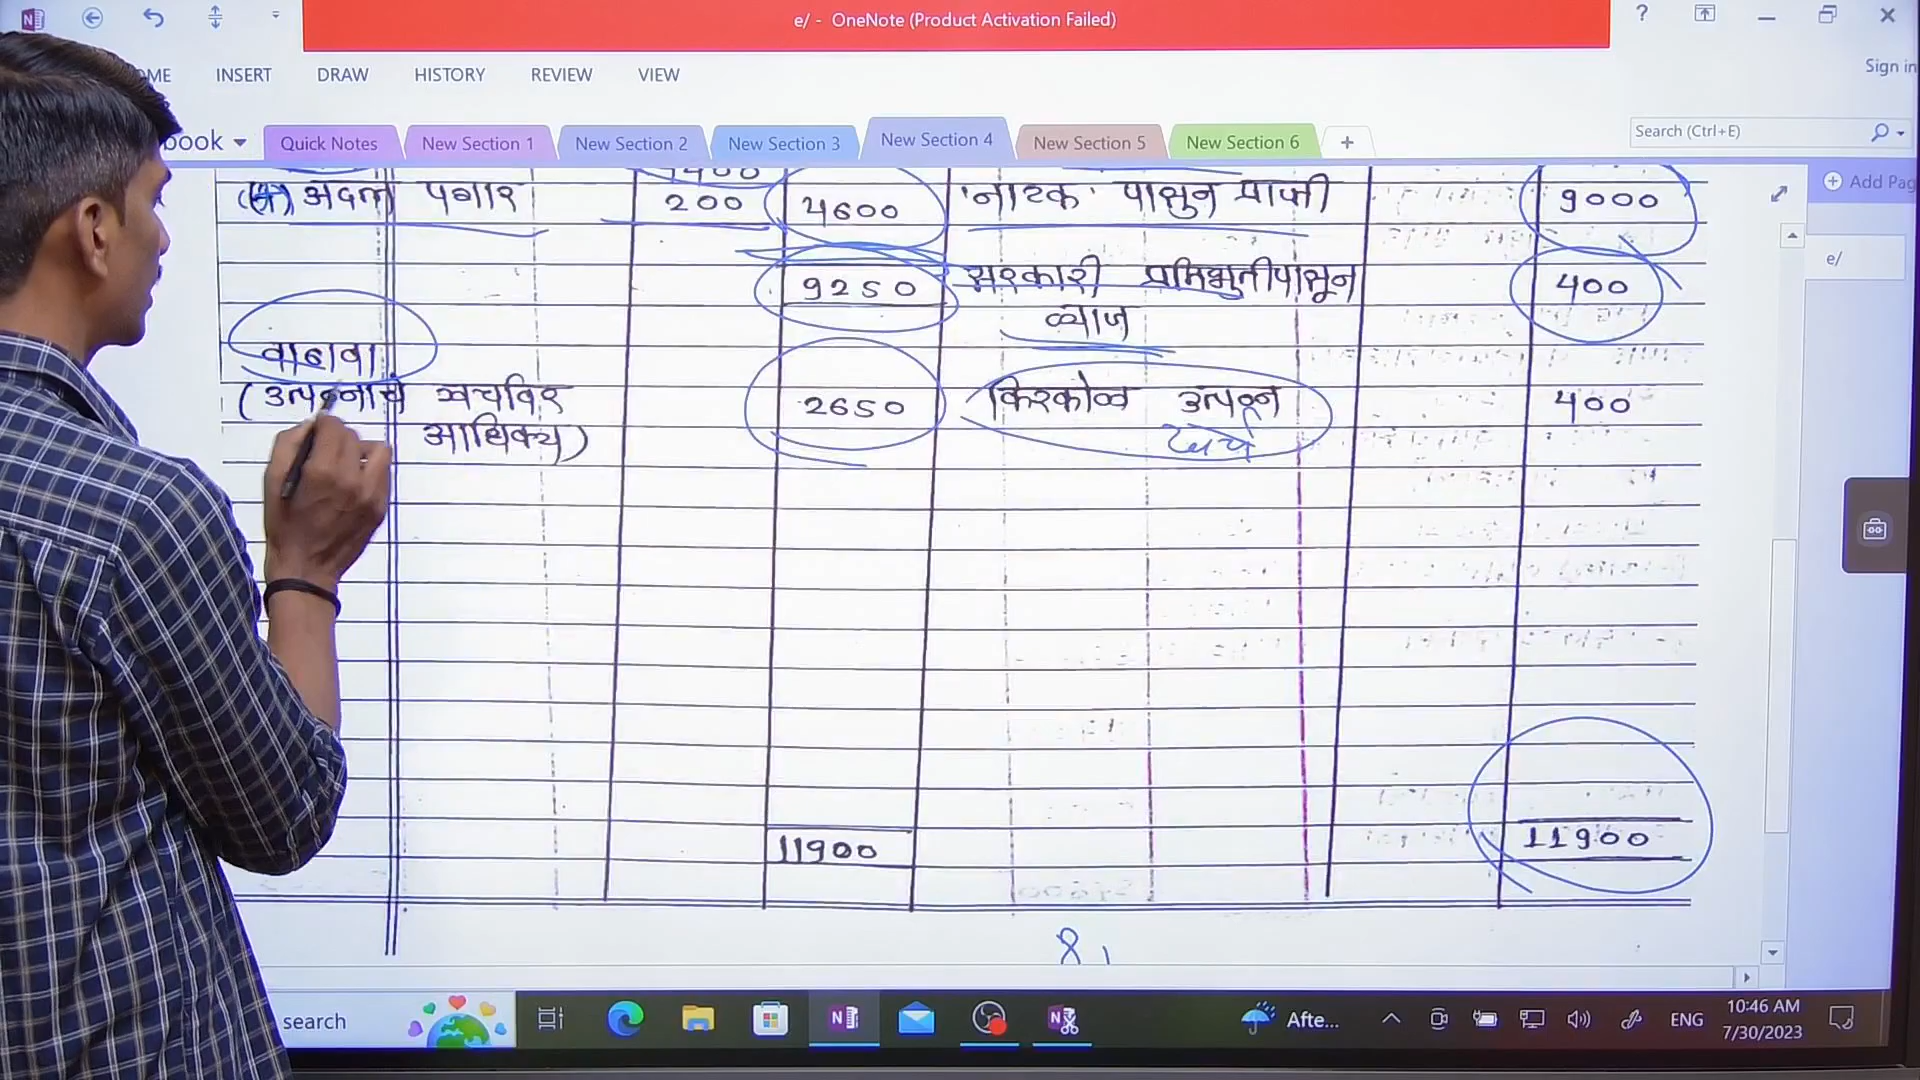 e/ - OneNote (Product Activation Failed)
INSERT DRAW HISTORY REVIEW VIEW
Sign in
Quick Notes New Section 1 New Section 2 New Section 3 New Section 4 New Section 5 New Section 6 +
Search (Ctrl+E)
Add Pag
e/
अदत्त पगार 200 4600 'नाटक' पासुन प्राप्ती 9000
9250 सरकारी प्रतिभुतीपासून 400
व्याज
वाढावा
(उत्पन्नाचे खर्चावर 2650 किरकोळ उत्पन्न 400
आधिक्य) खर्च
11900 11900
search
Afte...
ENG
10:46 AM
7/30/2023